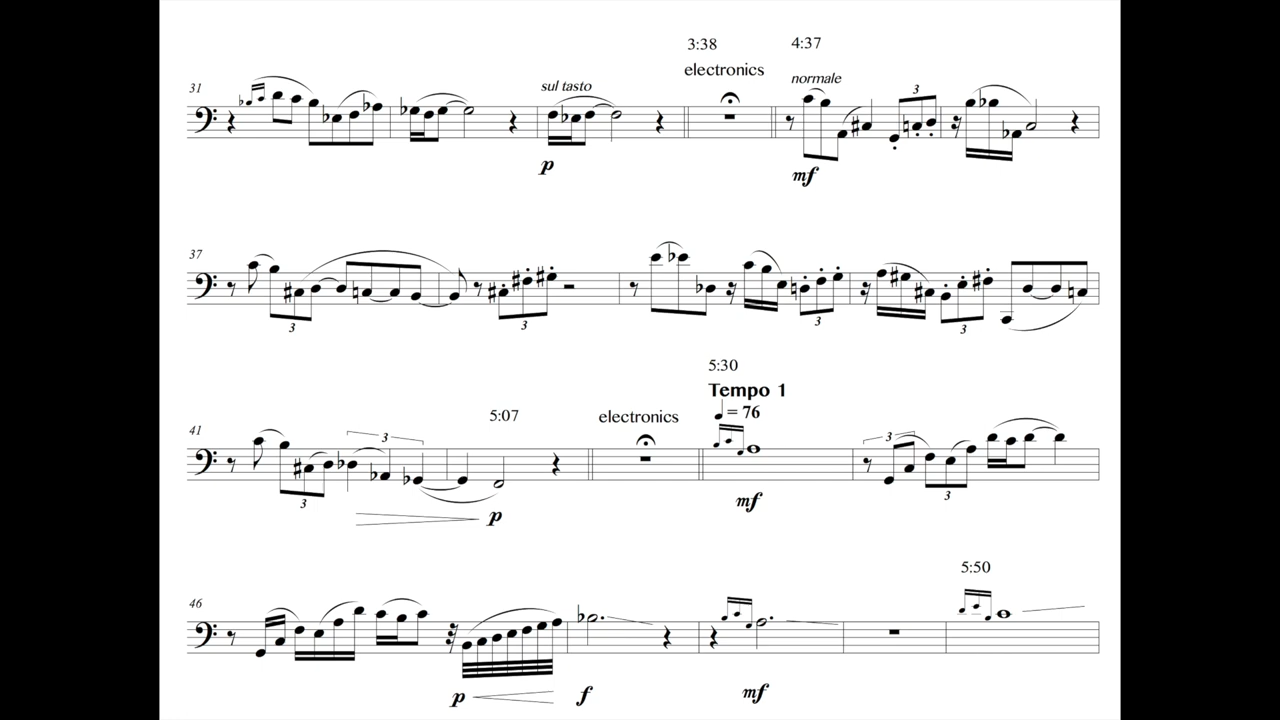 3:38
4:37
electronics
31
sul tasto
normale
3
p
mf
37
3
3
3
3
5:30
Tempo 1
= 76
41
5:07
electronics
3
3
3
3
p
mf
5:50
46
p
f
mf